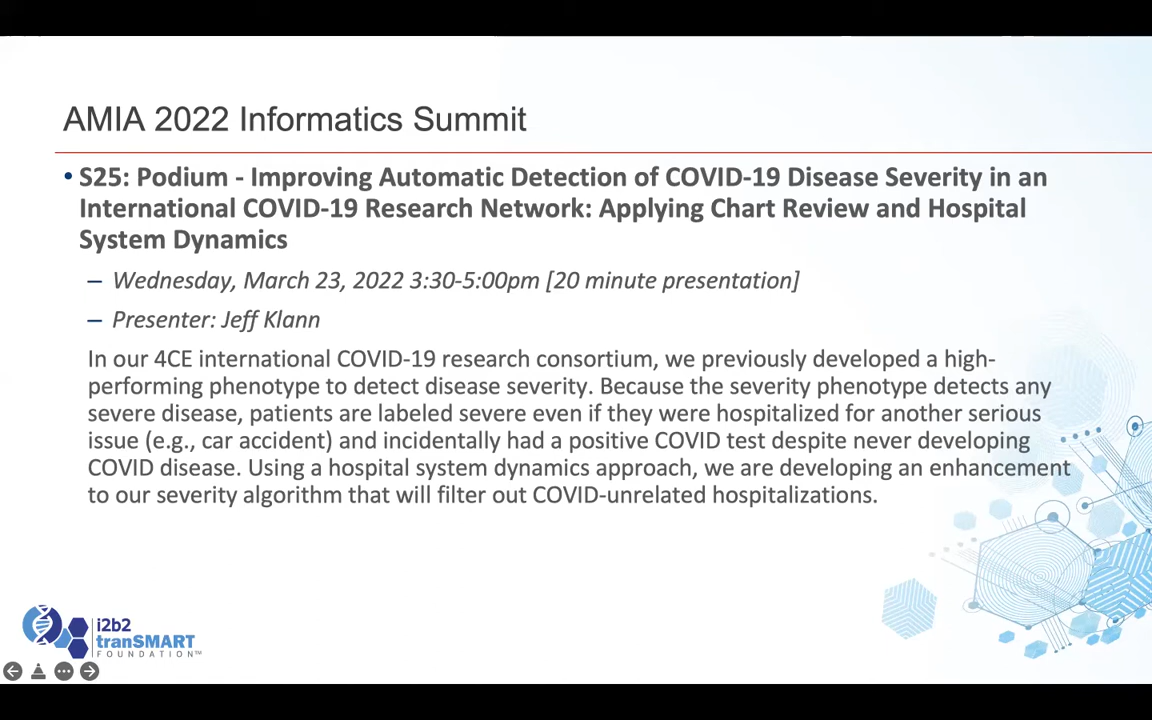 AMIA 2022 Informatics Summit
• S25: Podium - Improving Automatic Detection of COVID-19 Disease Severity in an
International COVID-19 Research Network: Applying Chart Review and Hospital
System Dynamics
– Wednesday, March 23, 2022 3:30-5:00pm [20 minute presentation]
– Presenter: Jeff Klann
In our 4CE international COVID-19 research consortium, we previously developed a high-
performing phenotype to detect disease severity. Because the severity phenotype detects any
severe disease, patients are labeled severe even if they were hospitalized for another serious
issue (e.g., car accident) and incidentally had a positive COVID test despite never developing
COVID disease. Using a hospital system dynamics approach, we are developing an enhancement
to our severity algorithm that will filter out COVID-unrelated hospitalizations.
i2b2
tranSMART
FOUNDATION™